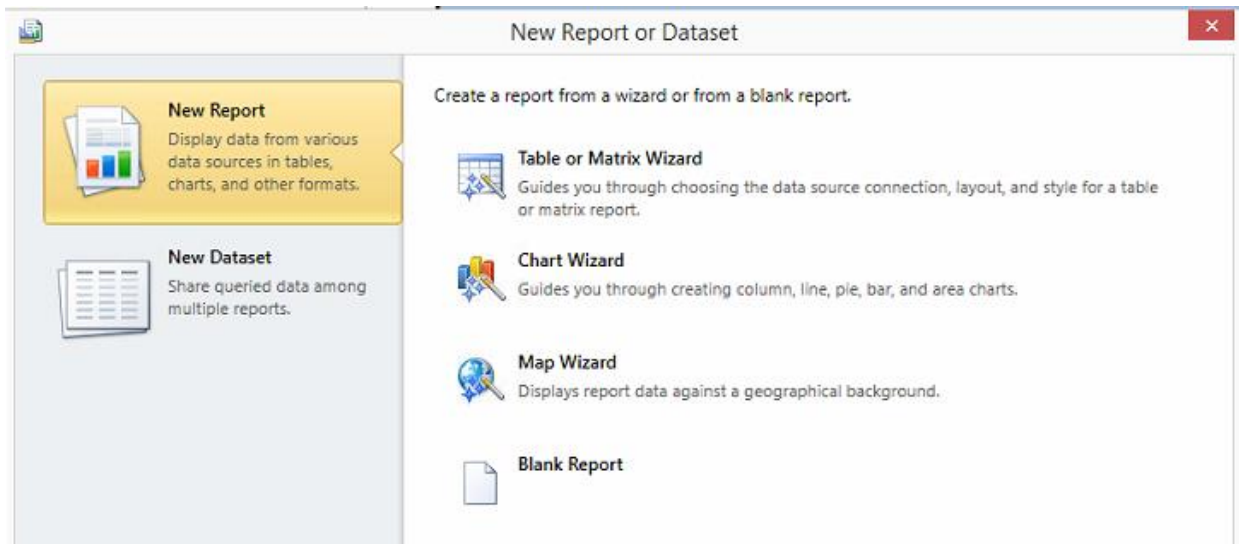 New Report or Dataset
New Report
Display data from various
data sources in tables,
charts, and other formats.
New Dataset
Share queried data among
multiple reports.
Create a report from a wizard or from a blank report.
Table or Matrix Wizard
Guides you through choosing the data source connection, layout, and style for a table
or matrix report.
Chart Wizard
Guides you through creating column, line, pie, bar, and area charts.
Map Wizard
Displays report data against a geographical background.
Blank Report